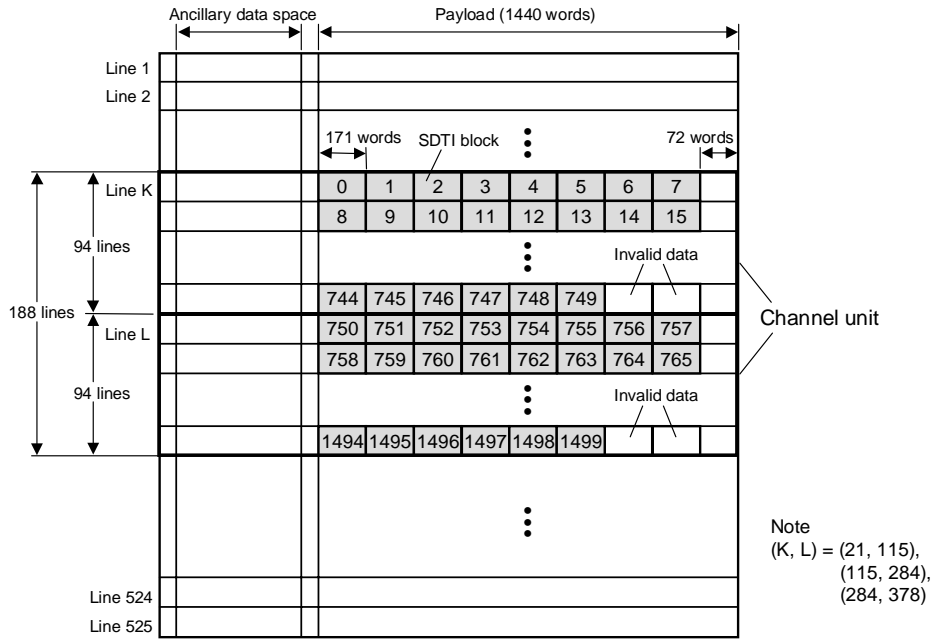 Ancillary data space Payload (1440 words)
Line 1
Line 2
171 words SDTI block 72 words
Line K 0 1 2 3 4 5 6 7
8 9 10 11 12 13 14 15
94 lines Invalid data
744 745 746 747 748 749
188 lines Channel unit
Line L 750 751 752 753 754 755 756 757
758 759 760 761 762 763 764 765
94 lines Invalid data
1494 1495 1496 1497 1498 1499
Note
(K, L) = (21, 115),
(115, 284),
(284, 378)
Line 524
Line 525